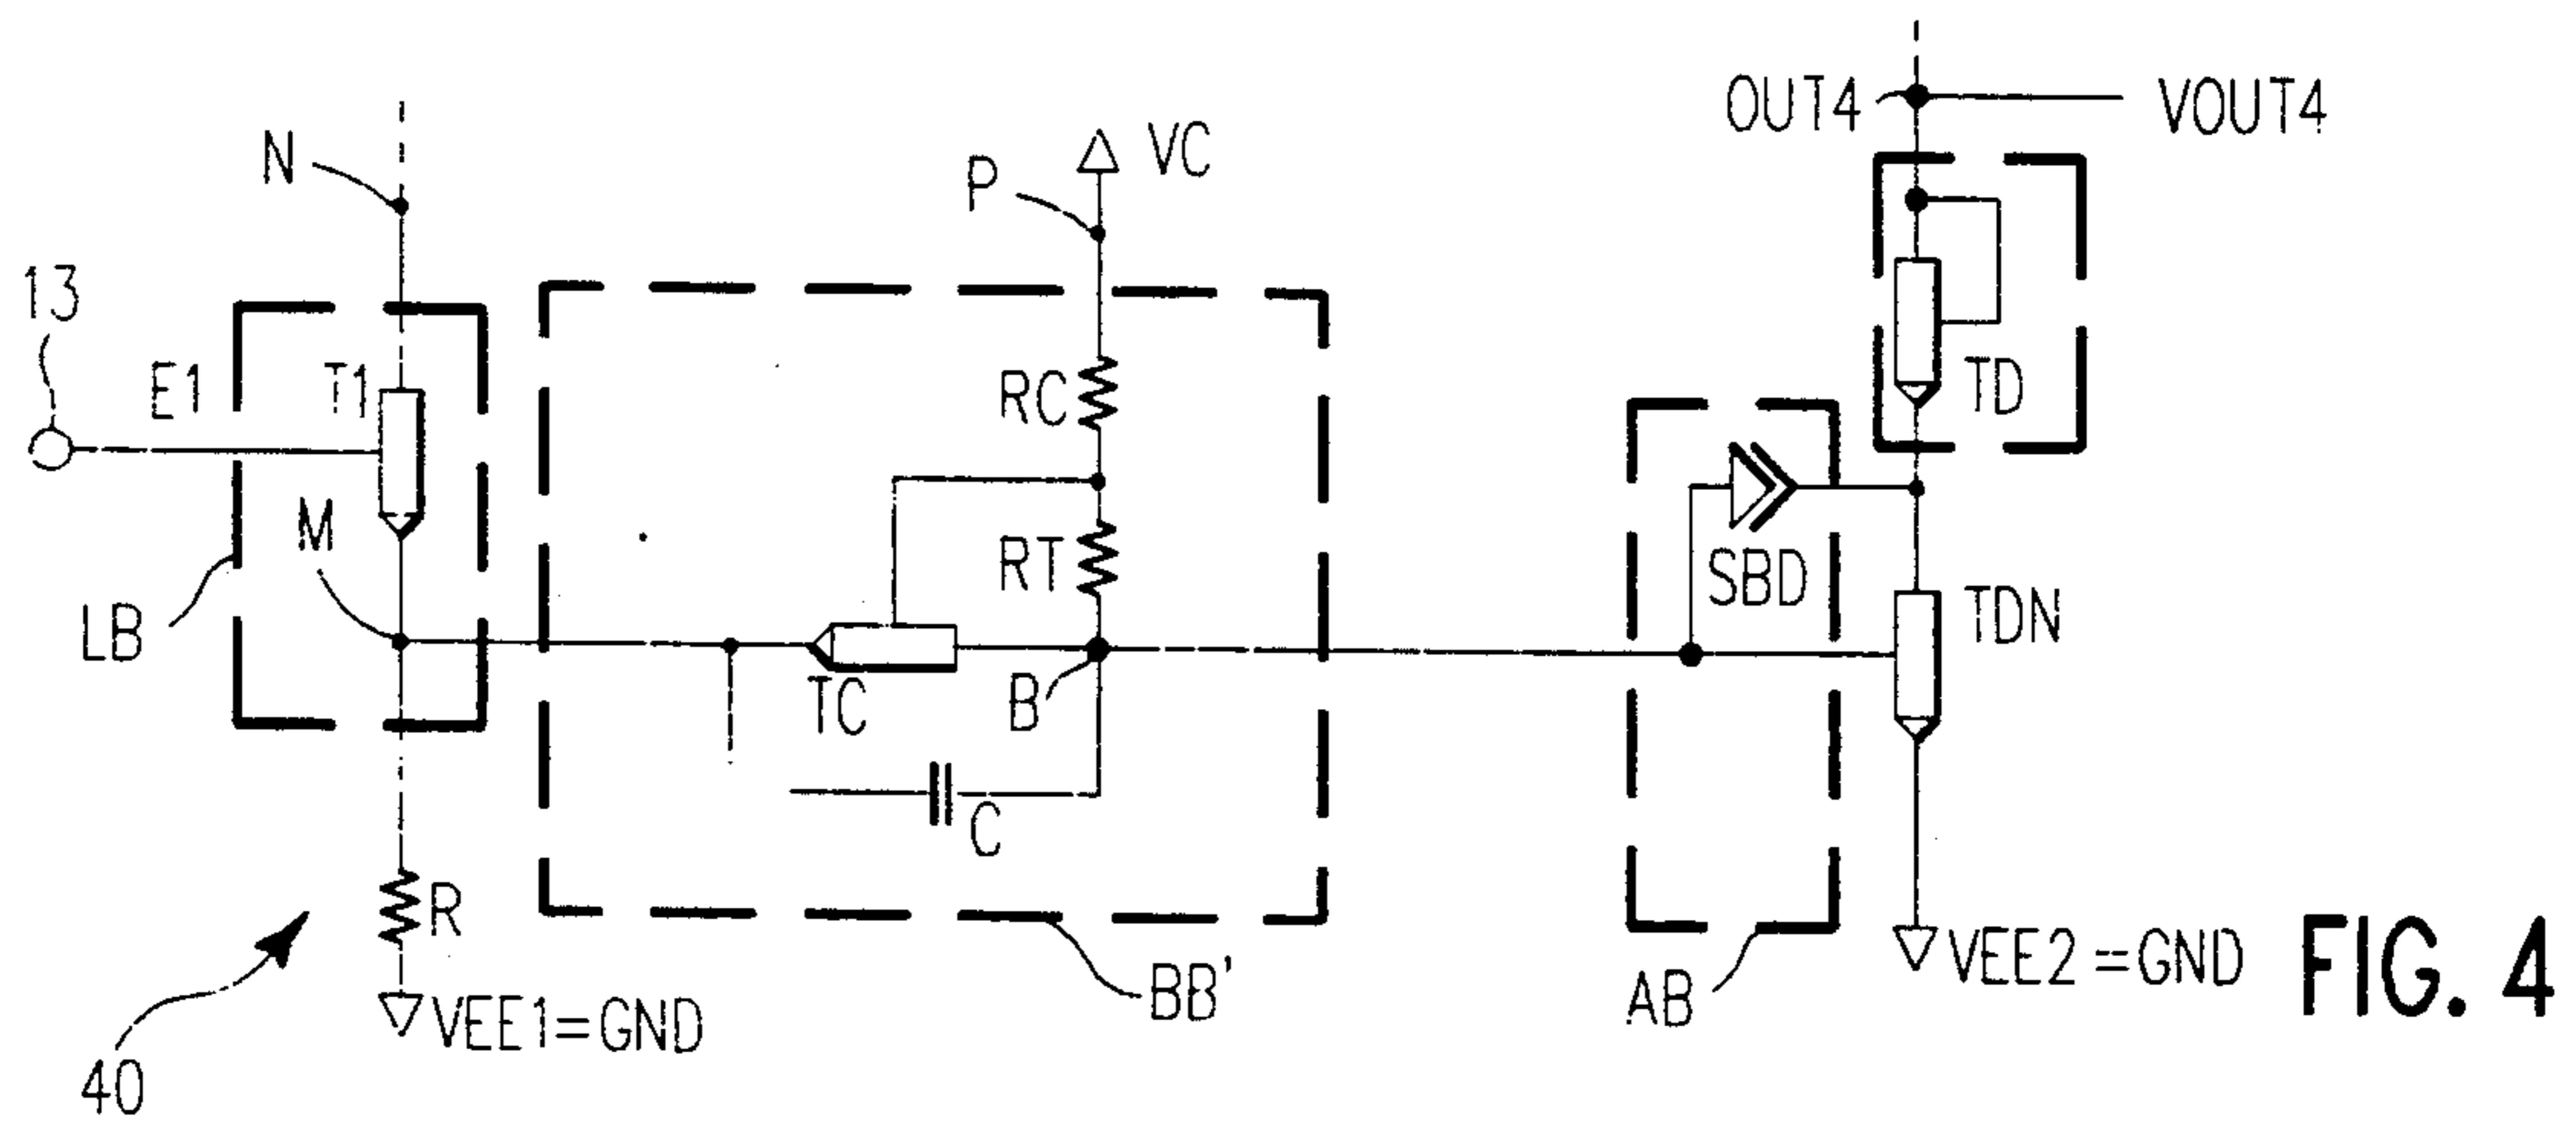 OUT4
VOUT4
N
VC
P
13
E1
T1
RC
TD
M
RT
SBD
TDN
LB
TC
B
C
R
BB'
AB
VEE2=GND
VEE1=GND
40
FIG. 4